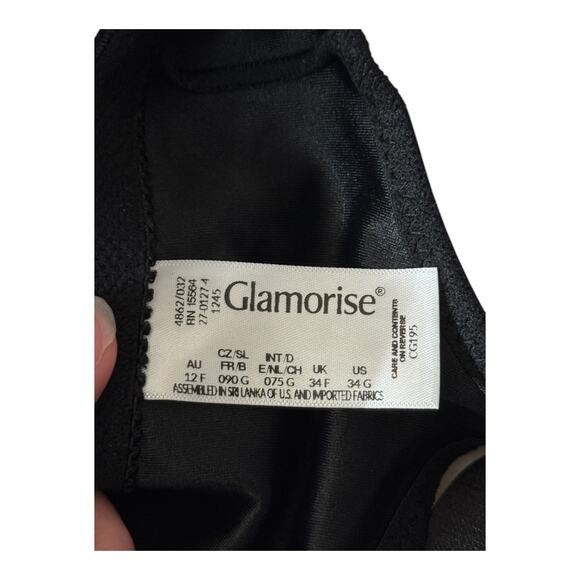 4862/032
RN 15564
27-0127-4
1245
Glamorise®
CARE AND CONTENTS
ON REVERSE
CG195
CZ/SL INT/D
AU FR/B E/NL/CH UK US
12 F 090 G 075 G 34 F 34 G
ASSEMBLED IN SRI LANKA OF U.S. AND IMPORTED FABRICS